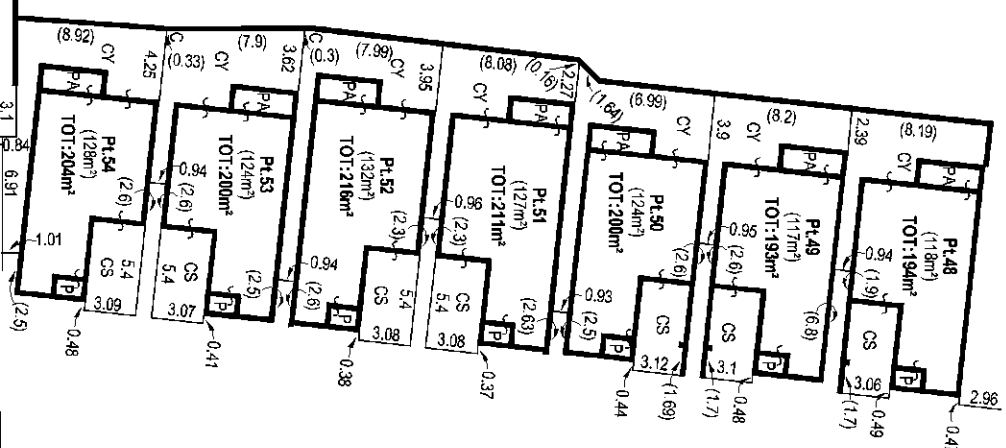 (8.92)
CY
4.25
C
(0.33)
CY
(7.9)
3.62
C
(0.3)
(7.99)
CY
3.95
(8.08)
CY
(0.16)
2.27
(1.64)
(6.99)
CY
3.9
CY
(8.2)
2.39
(8.19)
CY
PA
PA
PA
PA
PA
PA
PA
3.1
0.84
6.91
1.01
(2.5)
Pt.54
(128m²)
TOT:204m²
(2.6)
0.94
(2.6)
Pt.53
(124m²)
TOT:200m²
(2.5)
0.94
(2.6)
Pt.52
(132m²)
TOT:216m²
(2.3)
0.96
(2.3)
Pt.51
(127m²)
TOT:211m²
(2.63)
0.93
(2.5)
Pt.50
(124m²)
TOT:200m²
(2.6)
0.95
(2.6)
Pt.49
(117m²)
TOT:193m²
(6.8)
0.94
(1.9)
Pt.48
(118m²)
TOT:194m²
CS
5.4
3.09
P
0.48
CS
5.4
3.07
P
0.41
CS
5.4
3.08
P
0.38
CS
5.4
3.08
P
0.37
CS
3.12
P
0.44
(1.69)
CS
3.1
P
(1.7)
0.48
CS
3.06
P
(1.7)
0.49
2.96